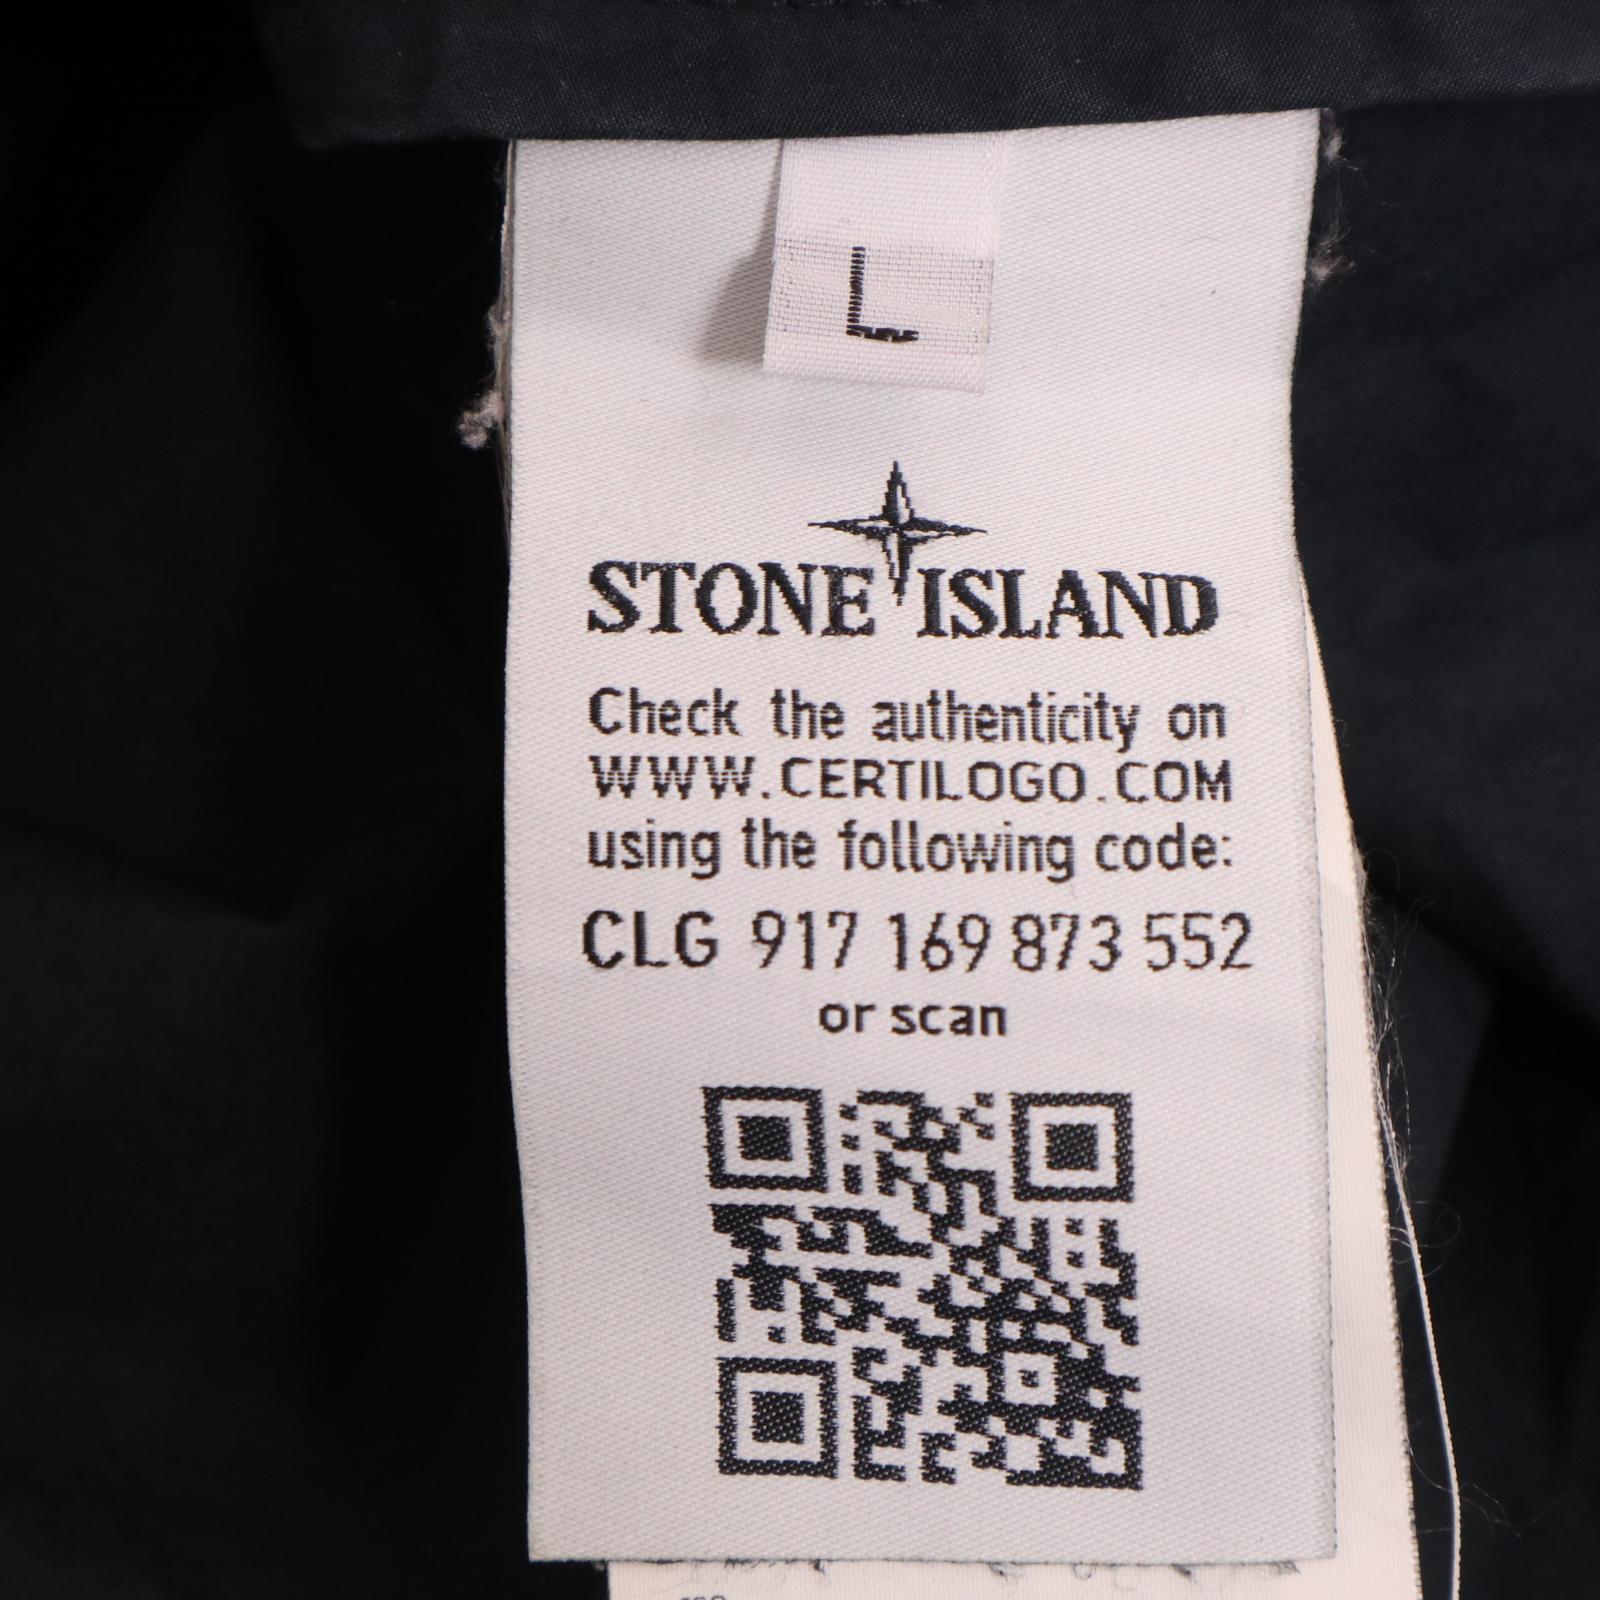 L
STONE ISLAND
Check the authenticity on
WWW.CERTILOGO.COM
using the following code:
CLG 917 169 873 552
or scan